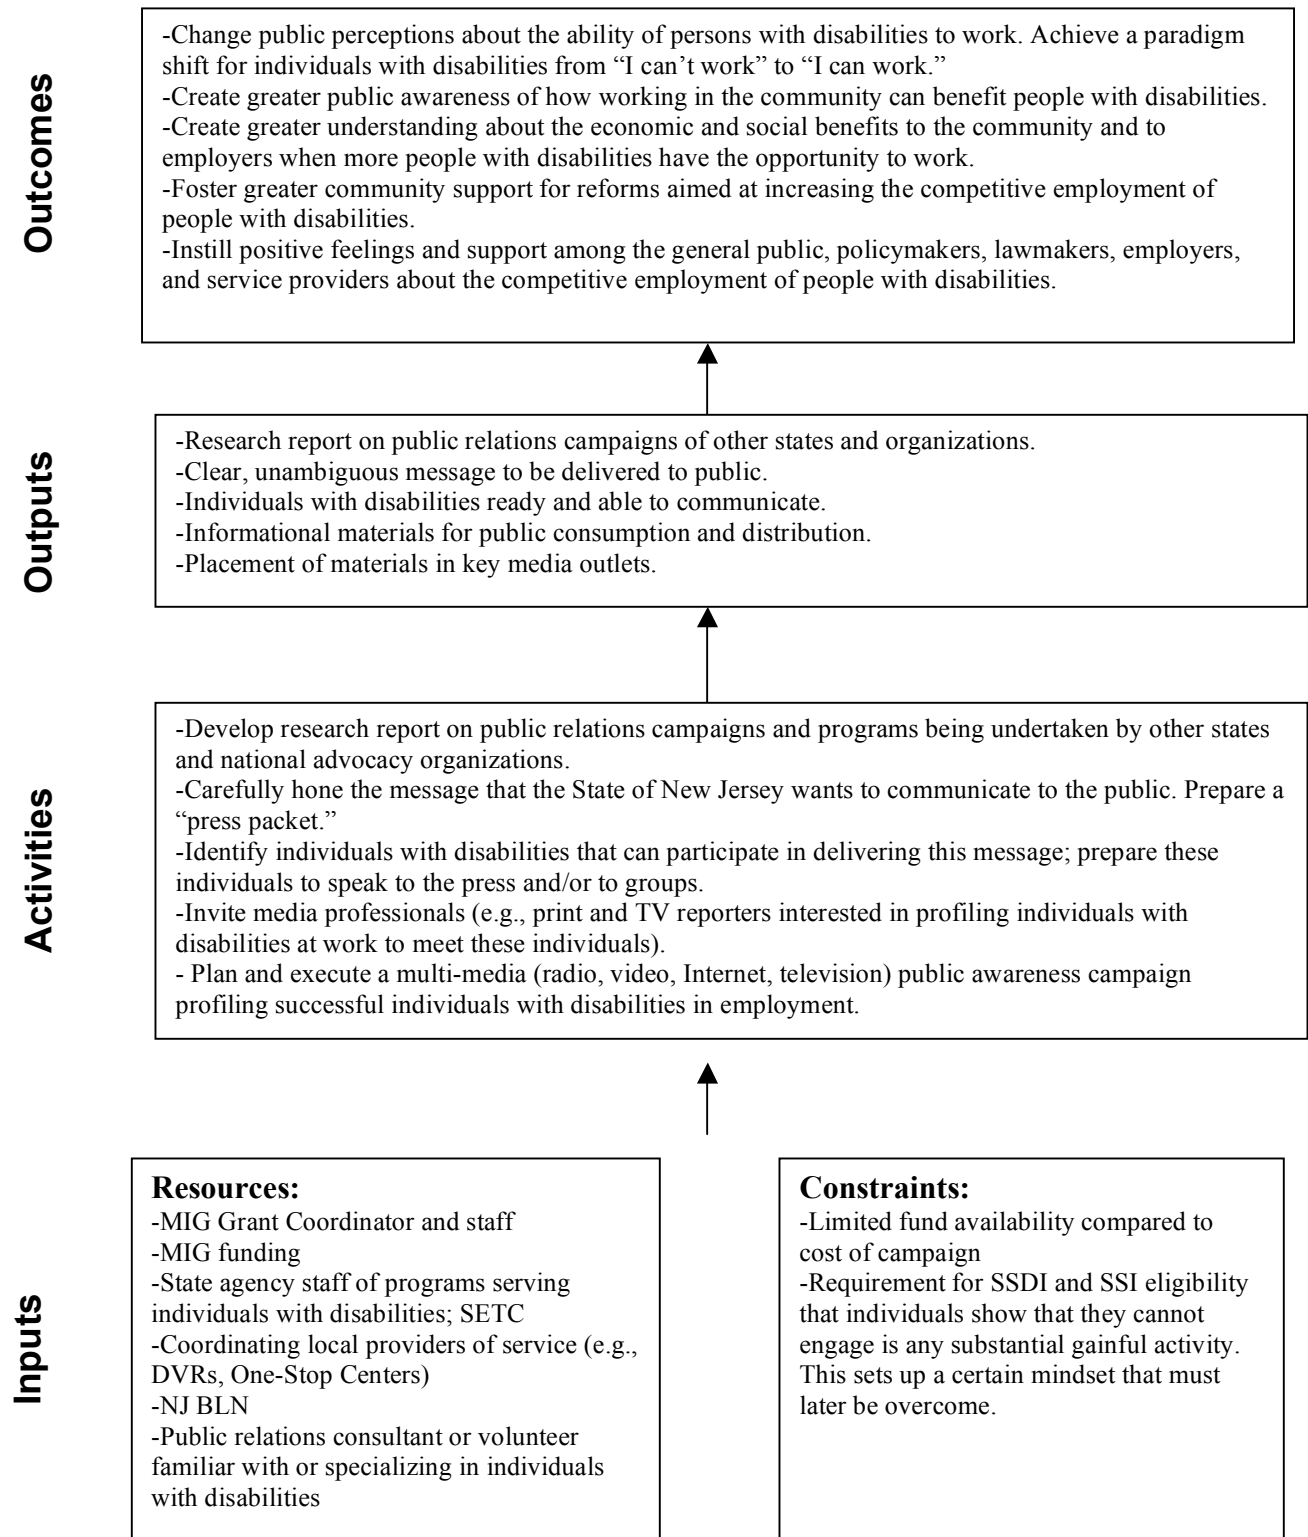 Outcomes
-Change public perceptions about the ability of persons with disabilities to work. Achieve a paradigm
shift for individuals with disabilities from “I can’t work” to “I can work.”
-Create greater public awareness of how working in the community can benefit people with disabilities.
-Create greater understanding about the economic and social benefits to the community and to
employers when more people with disabilities have the opportunity to work.
-Foster greater community support for reforms aimed at increasing the competitive employment of
people with disabilities.
-Instill positive feelings and support among the general public, policymakers, lawmakers, employers,
and service providers about the competitive employment of people with disabilities.
Outputs
-Research report on public relations campaigns of other states and organizations.
-Clear, unambiguous message to be delivered to public.
-Individuals with disabilities ready and able to communicate.
-Informational materials for public consumption and distribution.
-Placement of materials in key media outlets.
Activities
-Develop research report on public relations campaigns and programs being undertaken by other states
and national advocacy organizations.
-Carefully hone the message that the State of New Jersey wants to communicate to the public. Prepare a
“press packet.”
-Identify individuals with disabilities that can participate in delivering this message; prepare these
individuals to speak to the press and/or to groups.
-Invite media professionals (e.g., print and TV reporters interested in profiling individuals with
disabilities at work to meet these individuals).
- Plan and execute a multi-media (radio, video, Internet, television) public awareness campaign
profiling successful individuals with disabilities in employment.
Inputs
Resources:
-MIG Grant Coordinator and staff
-MIG funding
-State agency staff of programs serving
individuals with disabilities; SETC
-Coordinating local providers of service (e.g.,
DVRs, One-Stop Centers)
-NJ BLN
-Public relations consultant or volunteer
familiar with or specializing in individuals
with disabilities
Constraints:
-Limited fund availability compared to
cost of campaign
-Requirement for SSDI and SSI eligibility
that individuals show that they cannot
engage is any substantial gainful activity.
This sets up a certain mindset that must
later be overcome.